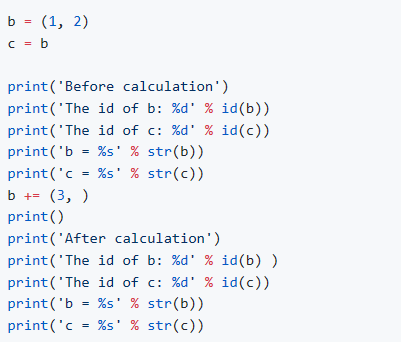 b = (1, 2)
c = b
print('Before calculation')
print('The id of b: %d' % id(b))
print('The id of c: %d' % id(c))
print('b = %s' % str(b))
print('c = %s' % str(c))
b += (3, )
print()
print('After calculation')
print('The id of b: %d' % id(b) )
print('The id of c: %d' % id(c))
print('b = %s' % str(b))
print('c = %s' % str(c))